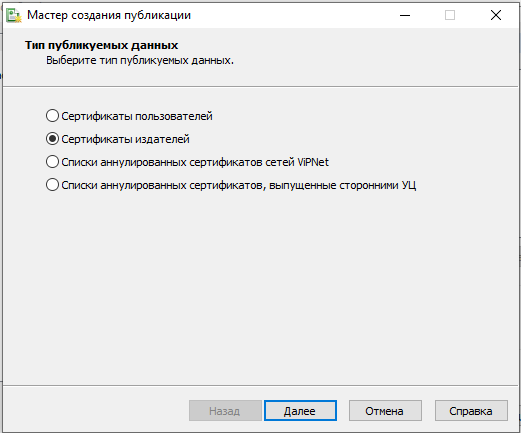 Мастер создания публикации
Тип публикуемых данных
Выберите тип публикуемых данных.
Сертификаты пользователей
Сертификаты издателей
Списки аннулированных сертификатов сетей ViPNet
Списки аннулированных сертификатов, выпущенные сторонними УЦ
Назад Далее Отмена Справка